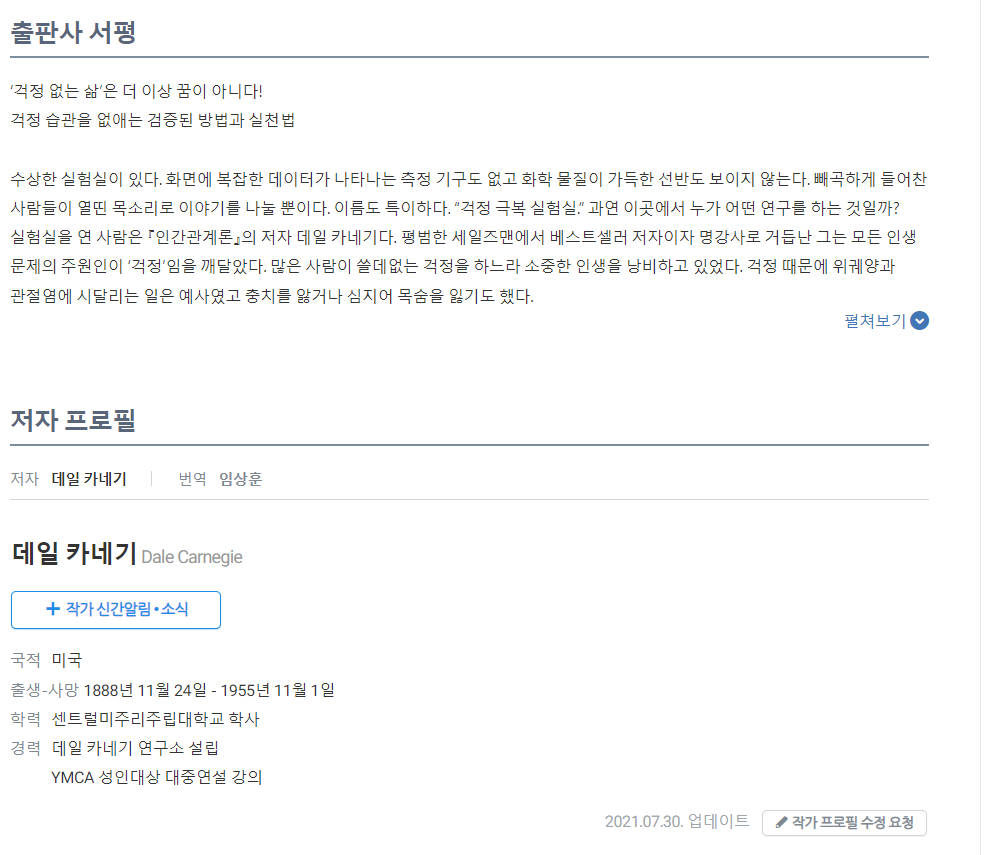 출판사 서평
'걱정 없는 삶'은 더 이상 꿈이 아니다!
걱정 습관을 없애는 검증된 방법과 실천법
수상한 실험실이 있다. 화면에 복잡한 데이터가 나타나는 측정 기구도 없고 화학 물질이 가득한 선반도 보이지 않는다. 빼곡하게 들어찬
사람들이 열띤 목소리로 이야기를 나눌 뿐이다. 이름도 특이하다. “걱정 극복 실험실.” 과연 이곳에서 누가 어떤 연구를 하는 것일까?
실험실을 연 사람은 『인간관계론』의 저자 데일 카네기다. 평범한 세일즈맨에서 베스트셀러 저자이자 명강사로 거듭난 그는 모든 인생
문제의 주원인이 ‘걱정’임을 깨달았다. 많은 사람이 쓸데없는 걱정을 하느라 소중한 인생을 낭비하고 있었다. 걱정 때문에 위궤양과
관절염에 시달리는 일은 예사였고 충치를 앓거나 심지어 목숨을 잃기도 했다.
펼쳐보기
저자 프로필
저자 데일 카네기 번역 임상훈
데일 카네기 Dale Carnegie
+ 작가 신간알림•소식
국적 미국
출생-사망 1888년 11월 24일 - 1955년 11월 1일
학력 센트럴미주리주립대학교 학사
경력 데일 카네기 연구소 설립
YMCA 성인대상 대중연설 강의
2021.07.30. 업데이트 작가 프로필 수정 요청